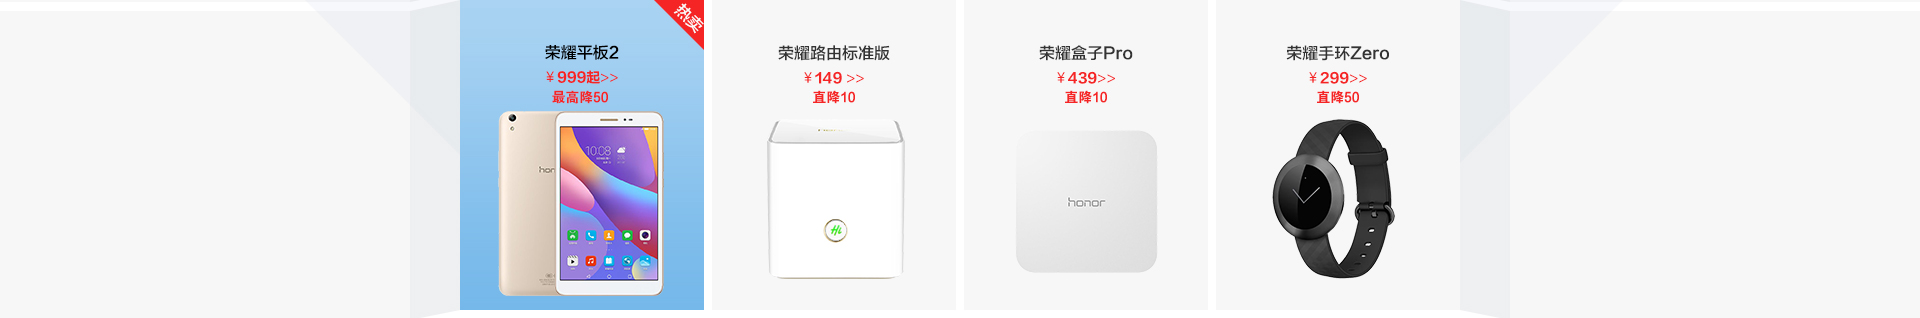 热卖
荣耀平板2
¥999起>>
最高降50
10:08
荣耀路由标准版
¥149 >>
直降10
荣耀盒子Pro
¥439>>
直降10
honor
荣耀手环Zero
¥299>>
直降50